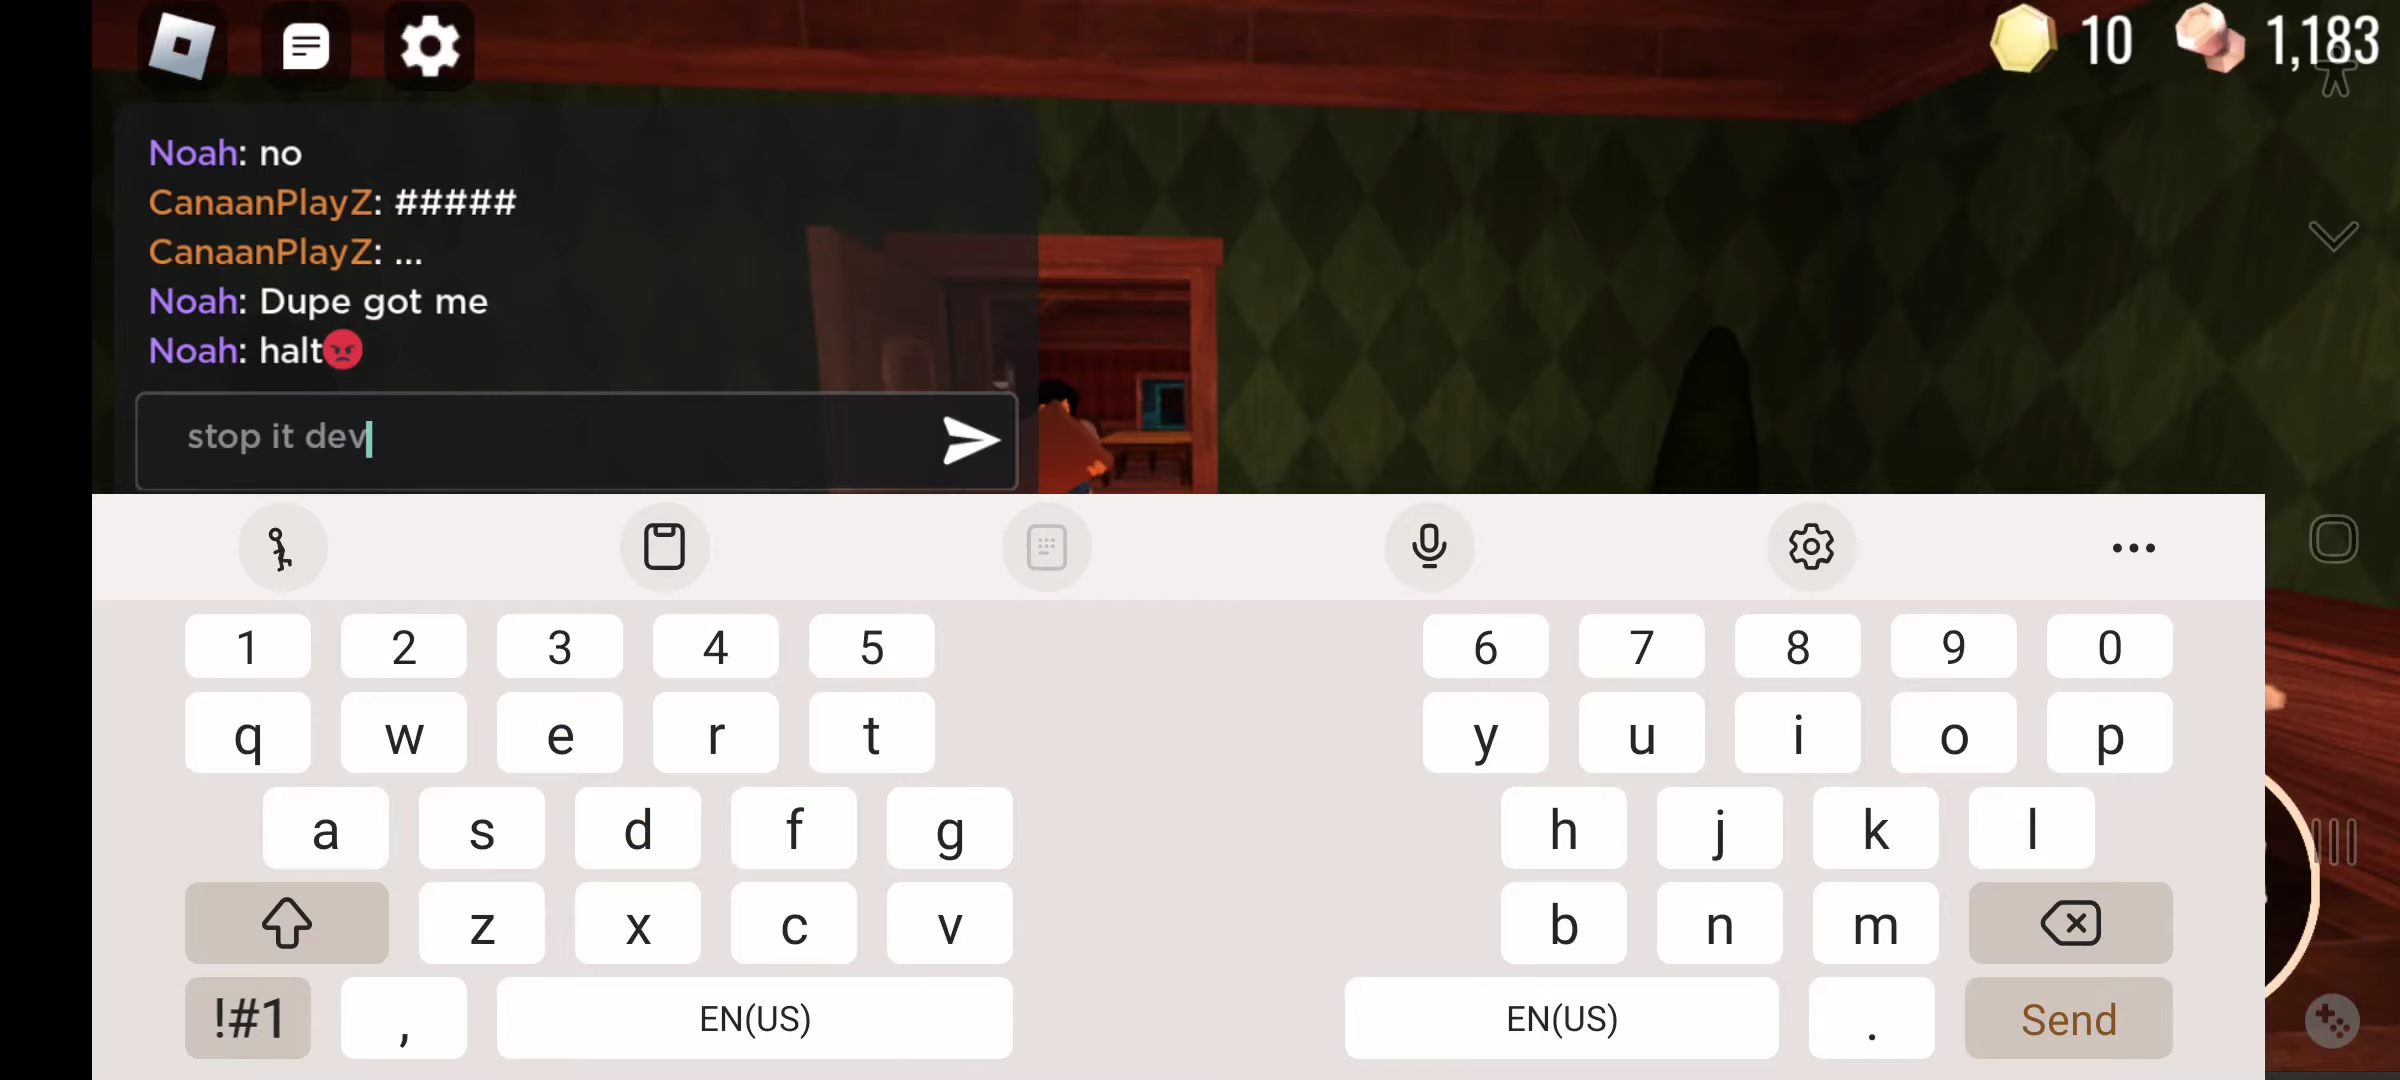 10 1,183
Noah: no
CanaanPlayZ: #####
CanaanPlayZ: ...
Noah: Dupe got me
Noah: halt😡
stop it dev
1 2 3 4 5 6 7 8 9 0
q w e r t y u i o p
a s d f g h j k l
z x c v b n m
!#1 , EN(US) EN(US) . Send